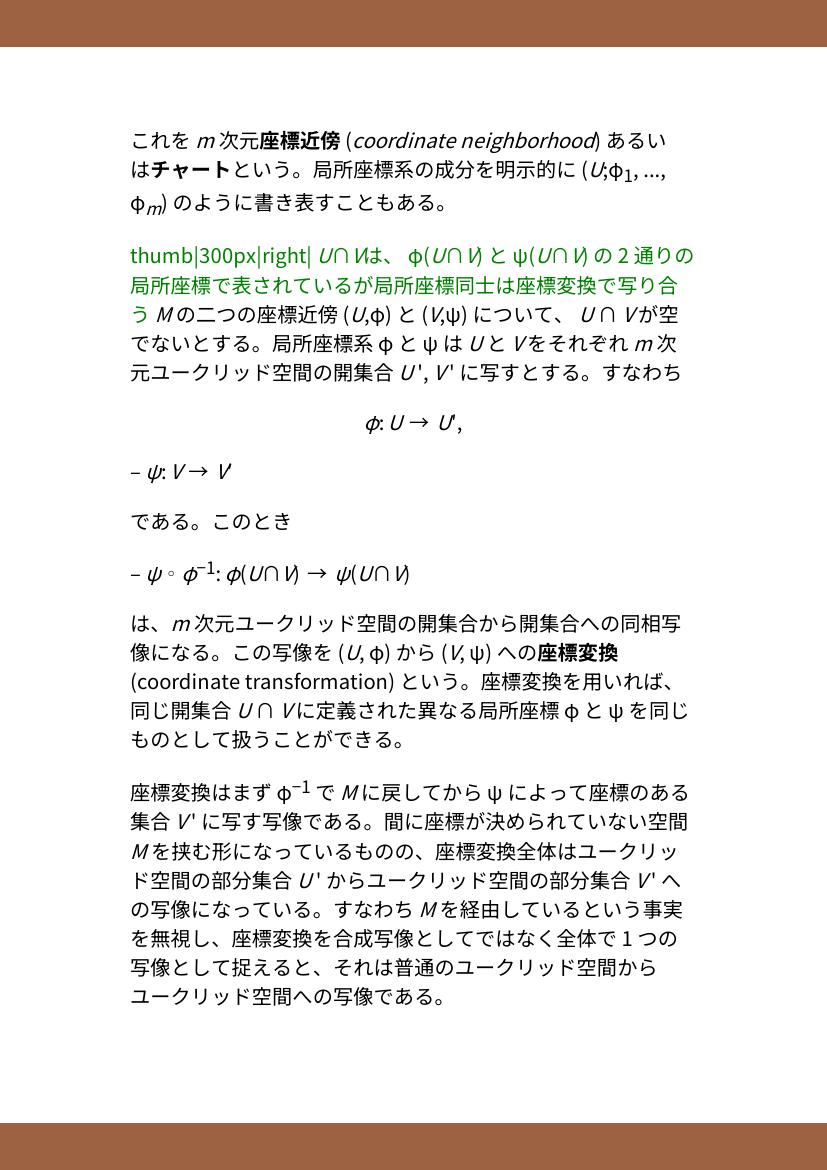 これを m 次元座標近傍 (coordinate neighborhood) あるい
はチャートという。局所座標系の成分を明示的に (U;φ1, ...,
φm) のように書き表すこともある。
thumb|300px|right| U∩Vは、 φ(U∩V) と ψ(U∩V) の 2 通りの
局所座標で表されているが局所座標同士は座標変換で写り合
う M の二つの座標近傍 (U,φ) と (V,ψ) について、 U ∩ Vが空
でないとする。局所座標系 φ と ψ は U と V をそれぞれ m 次
元ユークリッド空間の開集合 U ', V ' に写すとする。すなわち
φ: U → U',
– ψ: V → V'
である。このとき
– ψ ◦ φ−1: φ(U∩V) → ψ(U∩V)
は、m 次元ユークリッド空間の開集合から開集合への同相写
像になる。この写像を (U, φ) から (V, ψ) への座標変換
(coordinate transformation) という。座標変換を用いれば、
同じ開集合 U ∩ V に定義された異なる局所座標 φ と ψ を同じ
ものとして扱うことができる。
座標変換はまず φ−1 で M に戻してから ψ によって座標のある
集合 V ' に写す写像である。間に座標が決められていない空間
M を挟む形になっているものの、座標変換全体はユークリッ
ド空間の部分集合 U ' からユークリッド空間の部分集合 V ' へ
の写像になっている。すなわち M を経由しているという事実
を無視し、座標変換を合成写像としてではなく全体で 1 つの
写像として捉えると、それは普通のユークリッド空間から
ユークリッド空間への写像である。